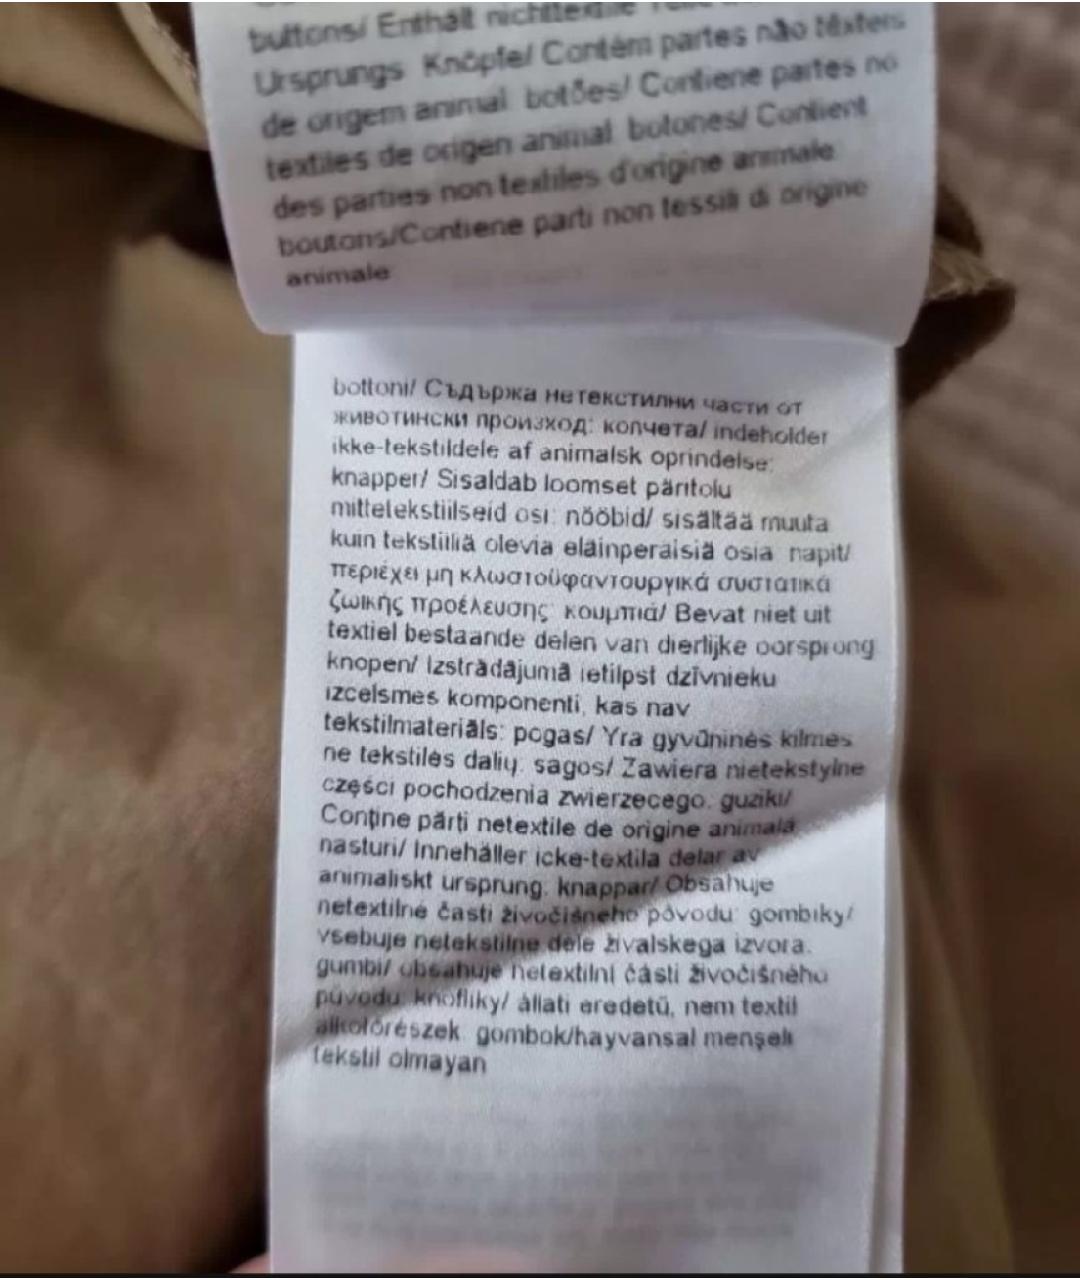 buttons/ Enthält nichttextile
Ursprungs Knöpfe/ Contém partes não têxteis
de origem animal botões/ Contiene partes no
textiles de origen animal botones/ Contient
des parties non textiles d'origine animale
boutons/Contiene parti non tessili di origine
animale
bottoni/ Съдържа нетекстилни части от
животински произход: копчета/ indeholder
ikke-tekstildele af animalsk oprindelse:
knapper/ Sisaldab loomset päritolu
mittetekstiilseid osi: nööbid/ sisältää muuta
kuin tekstiiliä olevia eläinperäisiä osia napit/
περιέχει μη κλωστοϋφαντουργικά συστατικά
ζωικής προέλευσης: κουμπιά/ Bevat niet uit
textiel bestaande delen van dierlijke oorsprong
knopen/ Izstrādājumā ietilpst dzīvnieku
izcelsmes komponenti, kas nav
tekstilmateriāls: pogas/ Yra gyvūninės kilmės
ne tekstilės dalių: sagos/ Zawiera nietekstylne
części pochodzenia zwierzecego: guziki/
Conține părți netextile de origine animală
nasturi/ Innehåller icke-textila delar av
animaliskt ursprung: knappar/ Obsahuje
netextilné časti živočíšneho pôvodu: gombíky/
vsebuje netekstilne dele živalskega izvora:
gumbi/ obsahuje netextilní části živočišného
původu: knoflíky/ állati eredetű, nem textil
alkotórészek: gombok/hayvansal menşeli
tekstil olmayan